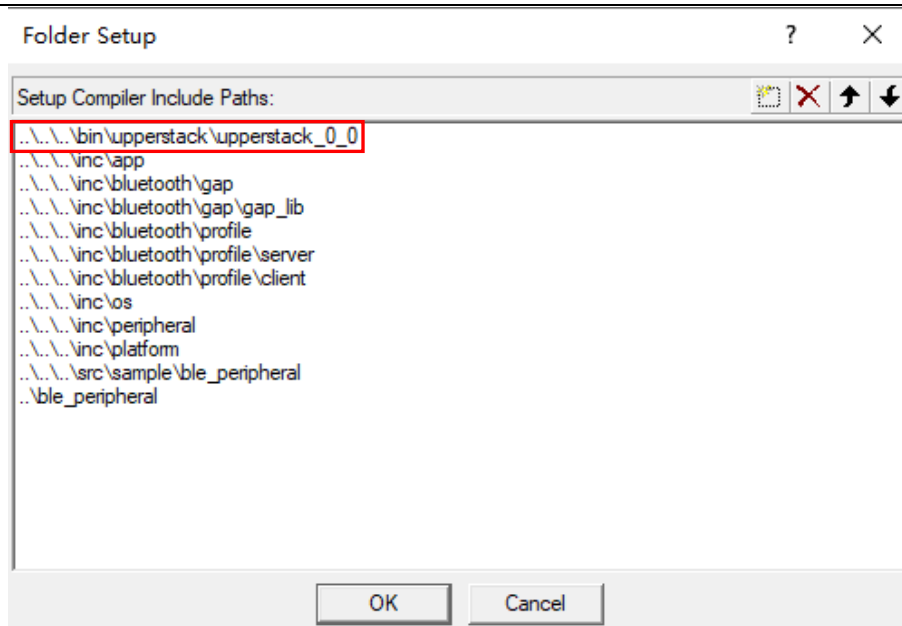 Folder Setup
?
Setup Compiler Include Paths:
..\..\..\bin\upperstack\upperstack_0_0
..\..\..\inc\app
..\..\..\inc\bluetooth\gap
..\..\..\inc\bluetooth\gap\gap_lib
..\..\..\inc\bluetooth\profile
..\..\..\inc\bluetooth\profile\server
..\..\..\inc\bluetooth\profile\client
..\..\..\inc\os
..\..\..\inc\peripheral
..\..\..\inc\platform
..\..\..\src\sample\ble_peripheral
..\ble_peripheral
OK Cancel